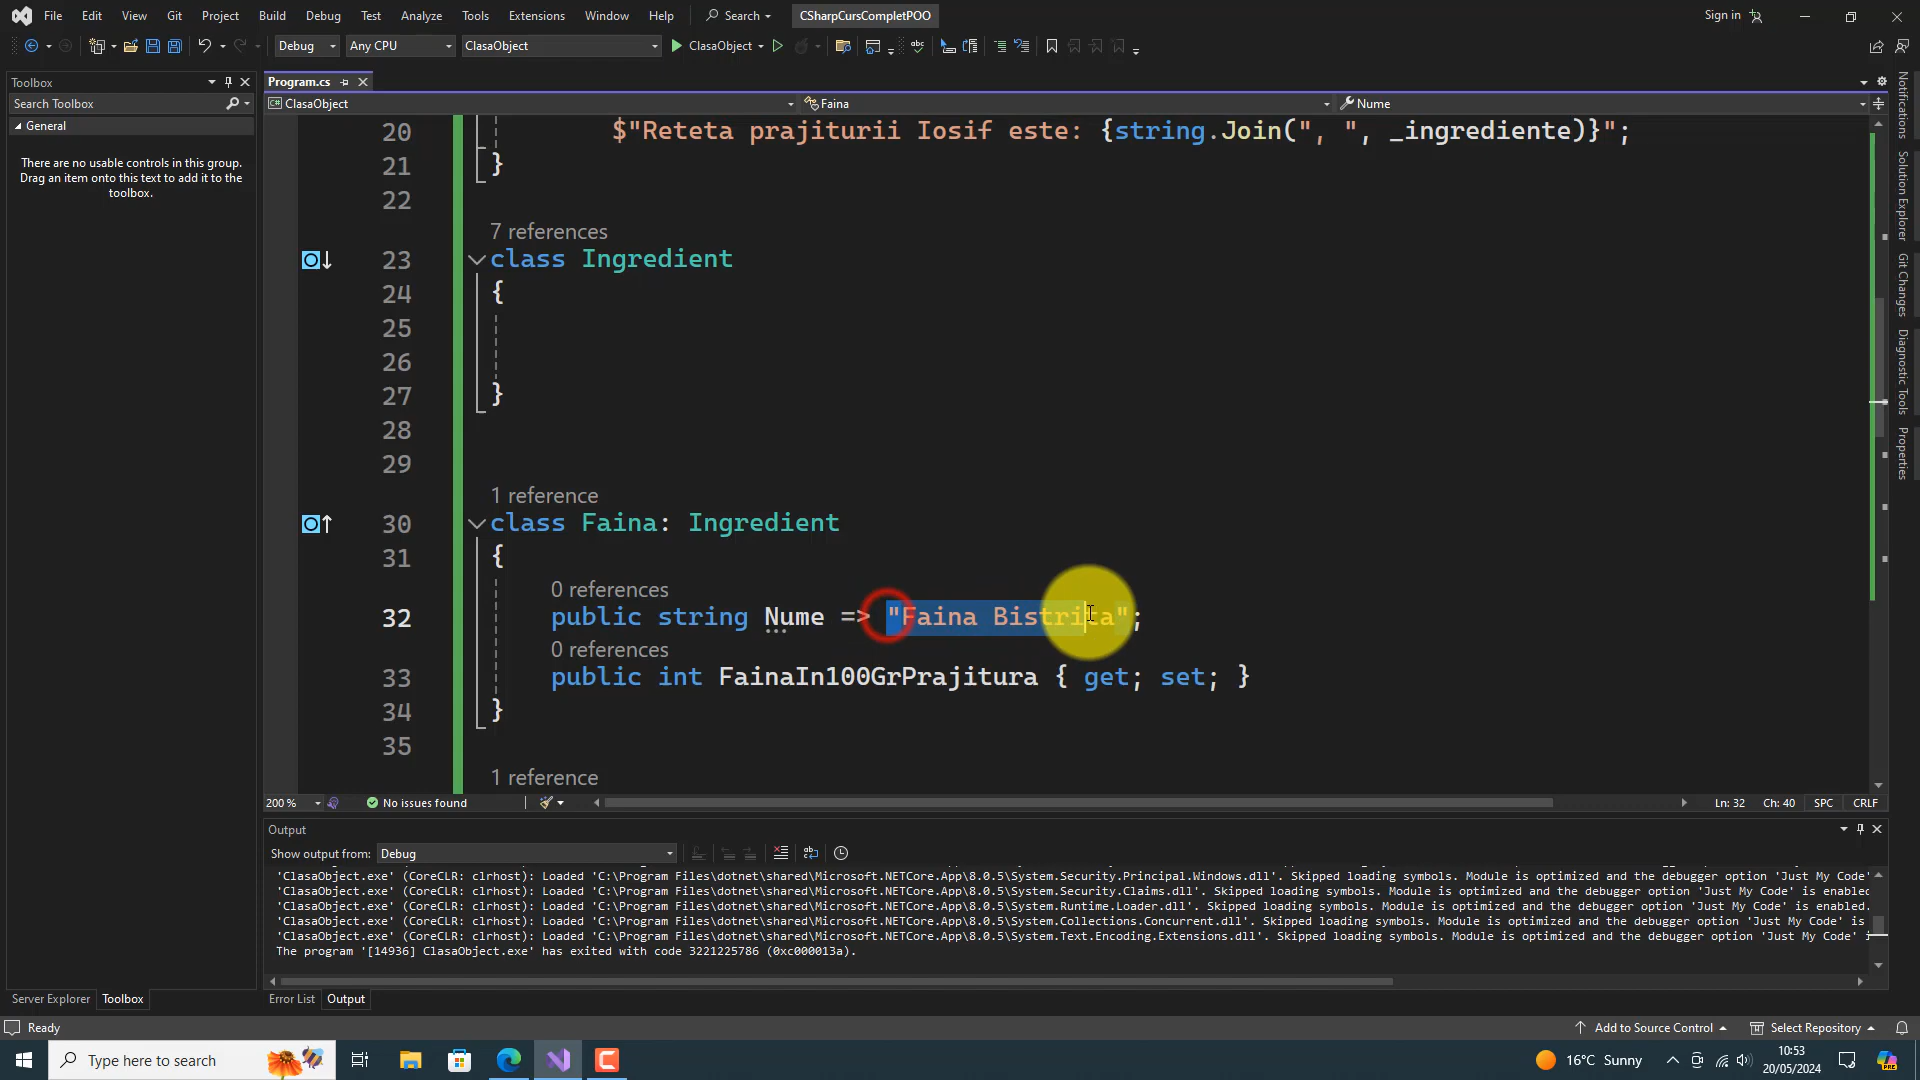 File Edit View Git Project Build Debug Test Analyze Tools Extensions Window Help Search CSharpCursCompletPOO Sign in
Debug Any CPU ClasaObject ClasaObject
Toolbox
Search Toolbox
General
There are no usable controls in this group.
Drag an item onto this text to add it to the
toolbox.
Program.cs
ClasaObject Faina Nume
20 $"Reteta prajiturii Iosif este: {string.Join(", ", _ingrediente)}";
21 }
22
7 references
23 class Ingredient
24 {
25
26
27 }
28
29
1 reference
30 class Faina: Ingredient
31 {
0 references
32 public string Nume => "Faina Bistrita";
0 references
33 public int FainaIn100GrPrajitura { get; set; }
34 }
35
1 reference
200 % No issues found Ln: 32 Ch: 40 SPC CRLF
Output
Show output from: Debug
'ClasaObject.exe' (CoreCLR: clrhost): Loaded 'C:\Program Files\dotnet\shared\Microsoft.NETCore.App\8.0.5\System.Security.Principal.Windows.dll'. Skipped loading symbols. Module is optimized and the debugger option 'Just My Code'
'ClasaObject.exe' (CoreCLR: clrhost): Loaded 'C:\Program Files\dotnet\shared\Microsoft.NETCore.App\8.0.5\System.Security.Claims.dll'. Skipped loading symbols. Module is optimized and the debugger option 'Just My Code' is enabled
'ClasaObject.exe' (CoreCLR: clrhost): Loaded 'C:\Program Files\dotnet\shared\Microsoft.NETCore.App\8.0.5\System.Runtime.Loader.dll'. Skipped loading symbols. Module is optimized and the debugger option 'Just My Code' is enabled.
'ClasaObject.exe' (CoreCLR: clrhost): Loaded 'C:\Program Files\dotnet\shared\Microsoft.NETCore.App\8.0.5\System.Collections.Concurrent.dll'. Skipped loading symbols. Module is optimized and the debugger option 'Just My Code' is
'ClasaObject.exe' (CoreCLR: clrhost): Loaded 'C:\Program Files\dotnet\shared\Microsoft.NETCore.App\8.0.5\System.Text.Encoding.Extensions.dll'. Skipped loading symbols. Module is optimized and the debugger option 'Just My Code'
The program '[14936] ClasaObject.exe' has exited with code 3221225786 (0xc000013a).
Server Explorer Toolbox Error List Output
Notifications
Solution Explorer
Git Changes
Diagnostic Tools
Properties
Ready Add to Source Control Select Repository
Type here to search 16°C Sunny 10:53
20/05/2024
PRE